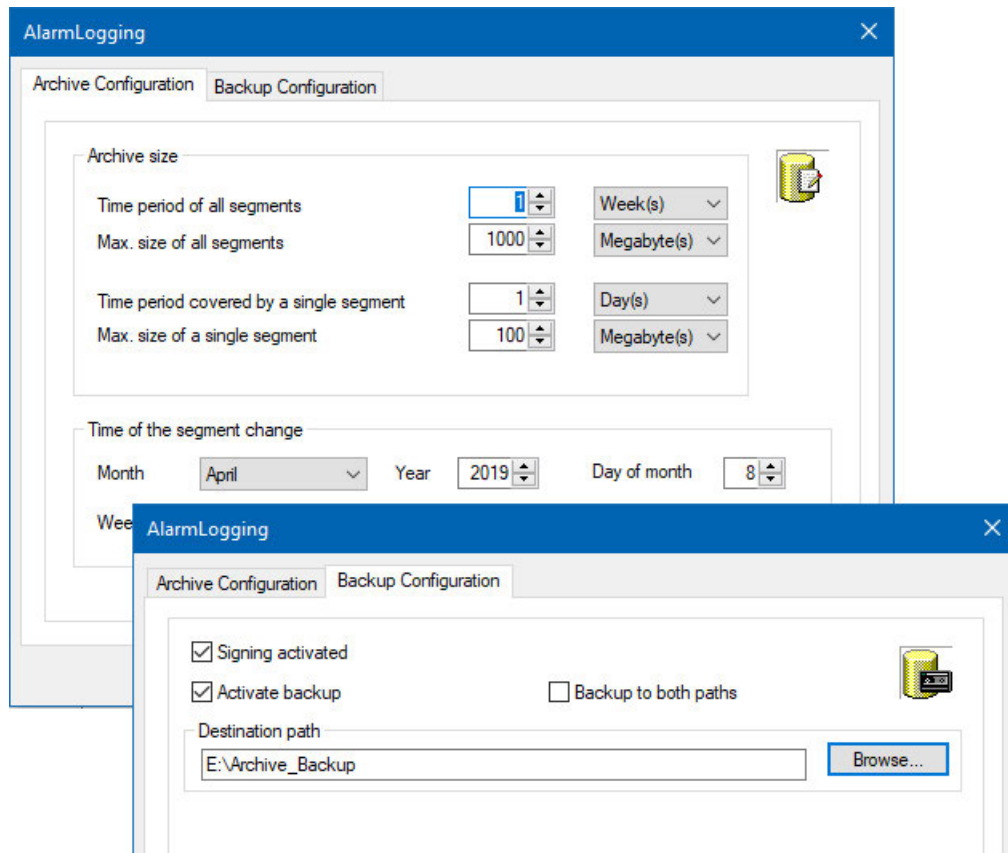 AlarmLogging
Archive Configuration Backup Configuration
Archive size
Time period of all segments 1 Week(s)
Max. size of all segments 1000 Megabyte(s)
Time period covered by a single segment 1 Day(s)
Max. size of a single segment 100 Megabyte(s)
Time of the segment change
Month April Year 2019 Day of month 8
AlarmLogging
Archive Configuration Backup Configuration
Signing activated
Activate backup Backup to both paths
Destination path
E:\Archive_Backup Browse...